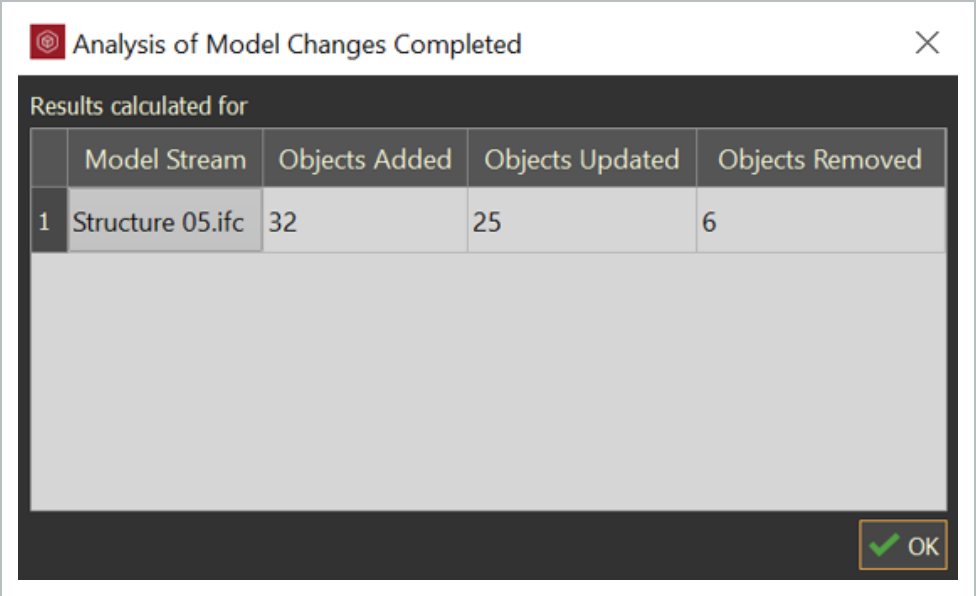 Analysis of Model Changes Completed
Results calculated for
Model Stream Objects Added Objects Updated Objects Removed
1 Structure 05.ifc 32 25 6
OK